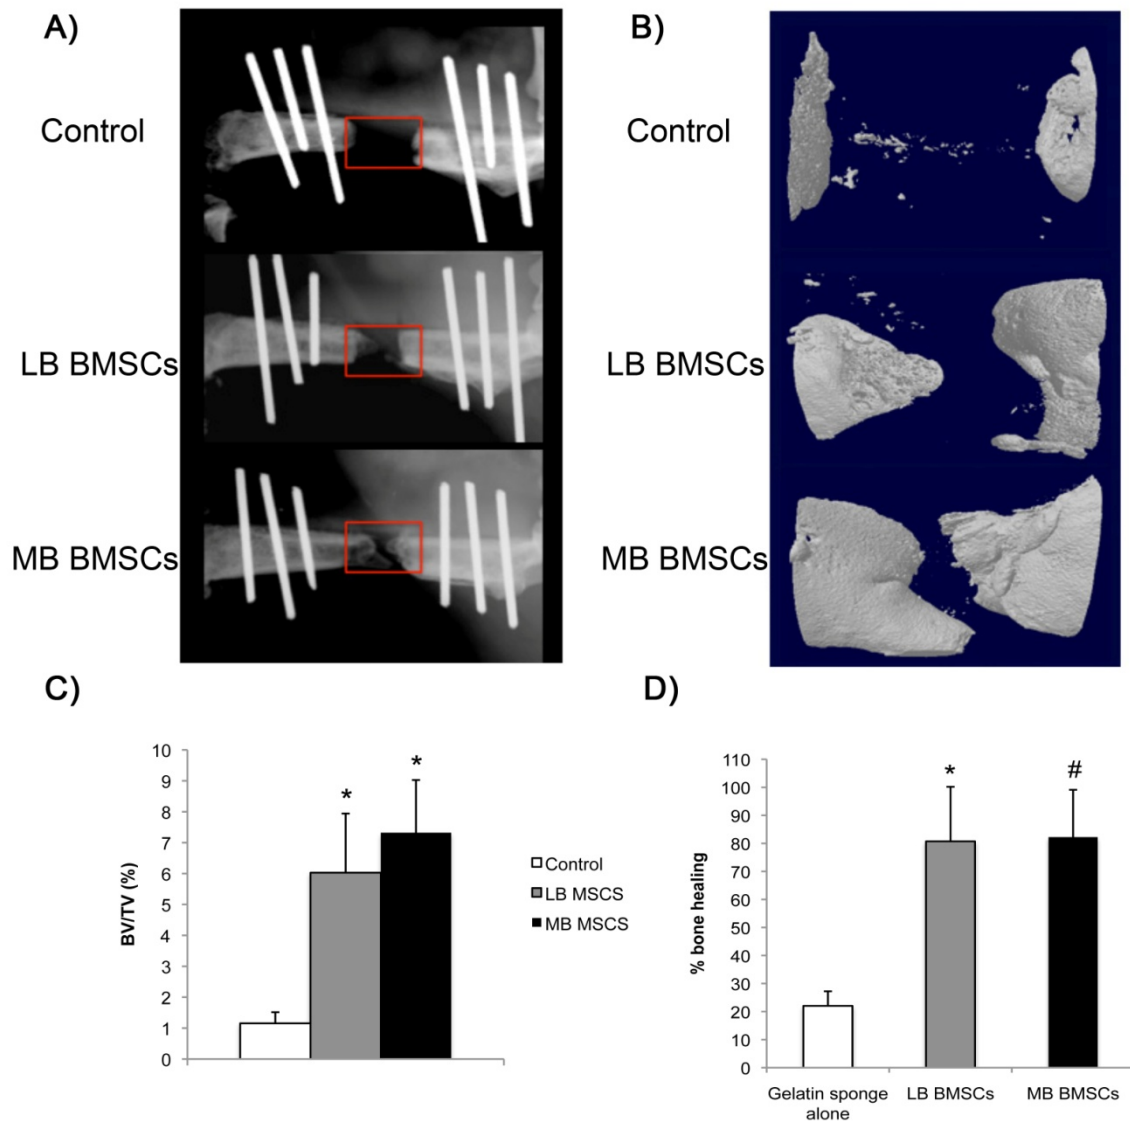 A)
B)
Control
Control
LB BMSCs
LB BMSCs
MB BMSCs
MB BMSCs
C)
10
9
8
7
6
5
4
3
2
1
0
BV/TV (%)
*
*
Control
LB MSCS
MB MSCS
D)
110
100
90
80
70
60
50
40
30
20
10
0
% bone healing
*
#
Gelatin sponge
alone
LB BMSCs
MB BMSCs